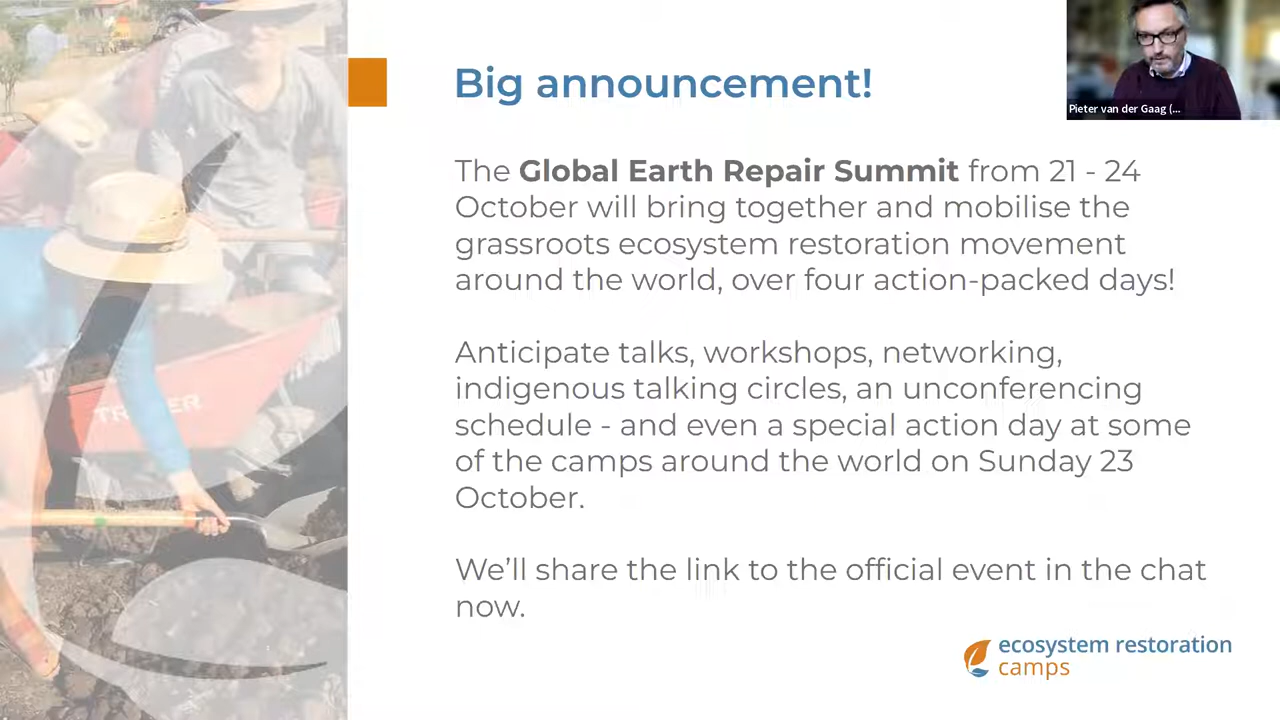 Big announcement!
Pieter van der Gaag (...
The Global Earth Repair Summit from 21 - 24
October will bring together and mobilise the
grassroots ecosystem restoration movement
around the world, over four action-packed days!
Anticipate talks, workshops, networking,
indigenous talking circles, an unconferencing
schedule - and even a special action day at some
of the camps around the world on Sunday 23
October.
We’ll share the link to the official event in the chat
now.
ecosystem restoration
camps